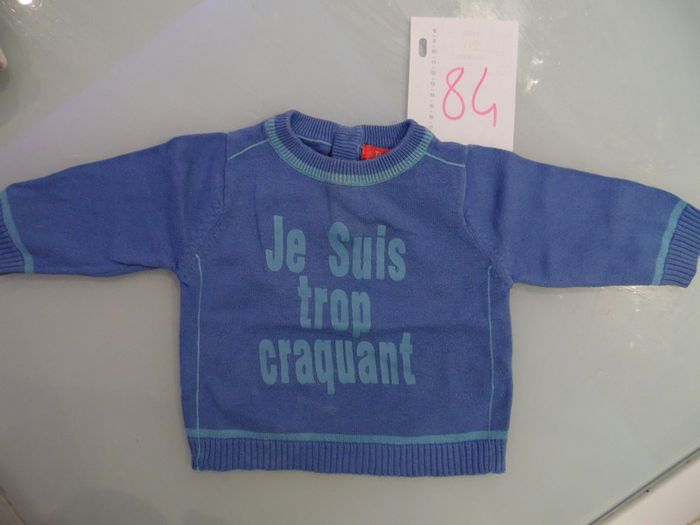 84
Je Suis
trop
craquant